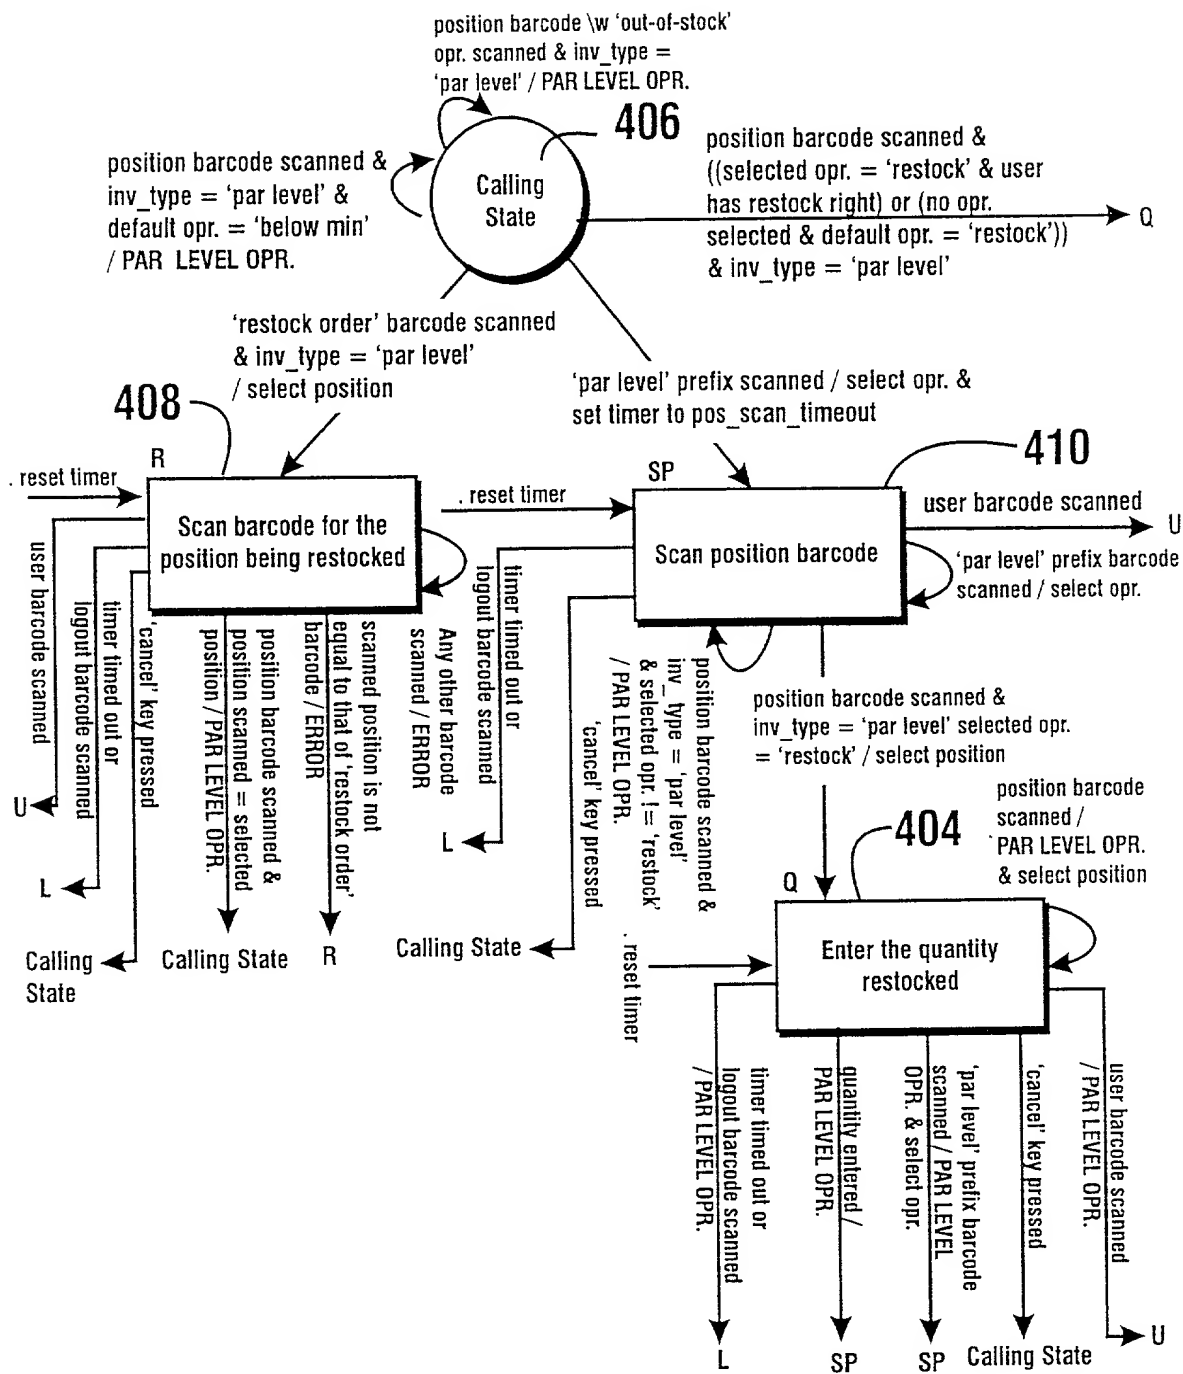 position barcode \w 'out-of-stock'
opr. scanned & inv_type =
'par level' / PAR LEVEL OPR.
406
position barcode scanned &
inv_type = 'par level' &
default opr. = 'below min'
/ PAR LEVEL OPR.
Calling
State
position barcode scanned &
((selected opr. = 'restock' & user
has restock right) or (no opr.
selected & default opr. = 'restock'))
& inv_type = 'par level'
Q
'restock order' barcode scanned
& inv_type = 'par level'
/ select position
'par level' prefix scanned / select opr. &
set timer to pos_scan_timeout
408
410
R
. reset timer
Scan barcode for the
position being restocked
SP
. reset timer
Scan position barcode
user barcode scanned
U
'par level' prefix barcode
scanned / select opr.
user barcode scanned
timer timed out or
logout barcode scanned
'cancel' key pressed
position barcode scanned &
position scanned = selected
position / PAR LEVEL OPR.
scanned position is not
equal to that of 'restock order'
barcode / ERROR
Any other barcode
scanned / ERROR
timer timed out or
logout barcode scanned
'cancel' key pressed
position barcode scanned &
inv_type = 'par level'
& selected opr. != 'restock'
/ PAR LEVEL OPR.
position barcode scanned &
inv_type = 'par level' selected opr.
= 'restock' / select position
U
L
Calling
State
Calling State
R
L
Calling State
404
position barcode
scanned /
PAR LEVEL OPR.
& select position
Q
. reset timer
Enter the quantity
restocked
timer timed out or
logout barcode scanned
/ PAR LEVEL OPR.
quantity entered /
PAR LEVEL OPR.
'par level' prefix barcode
scanned / PAR LEVEL
OPR. & select opr.
'cancel' key pressed
user barcode scanned
/ PAR LEVEL OPR.
L
SP
SP
Calling State
U